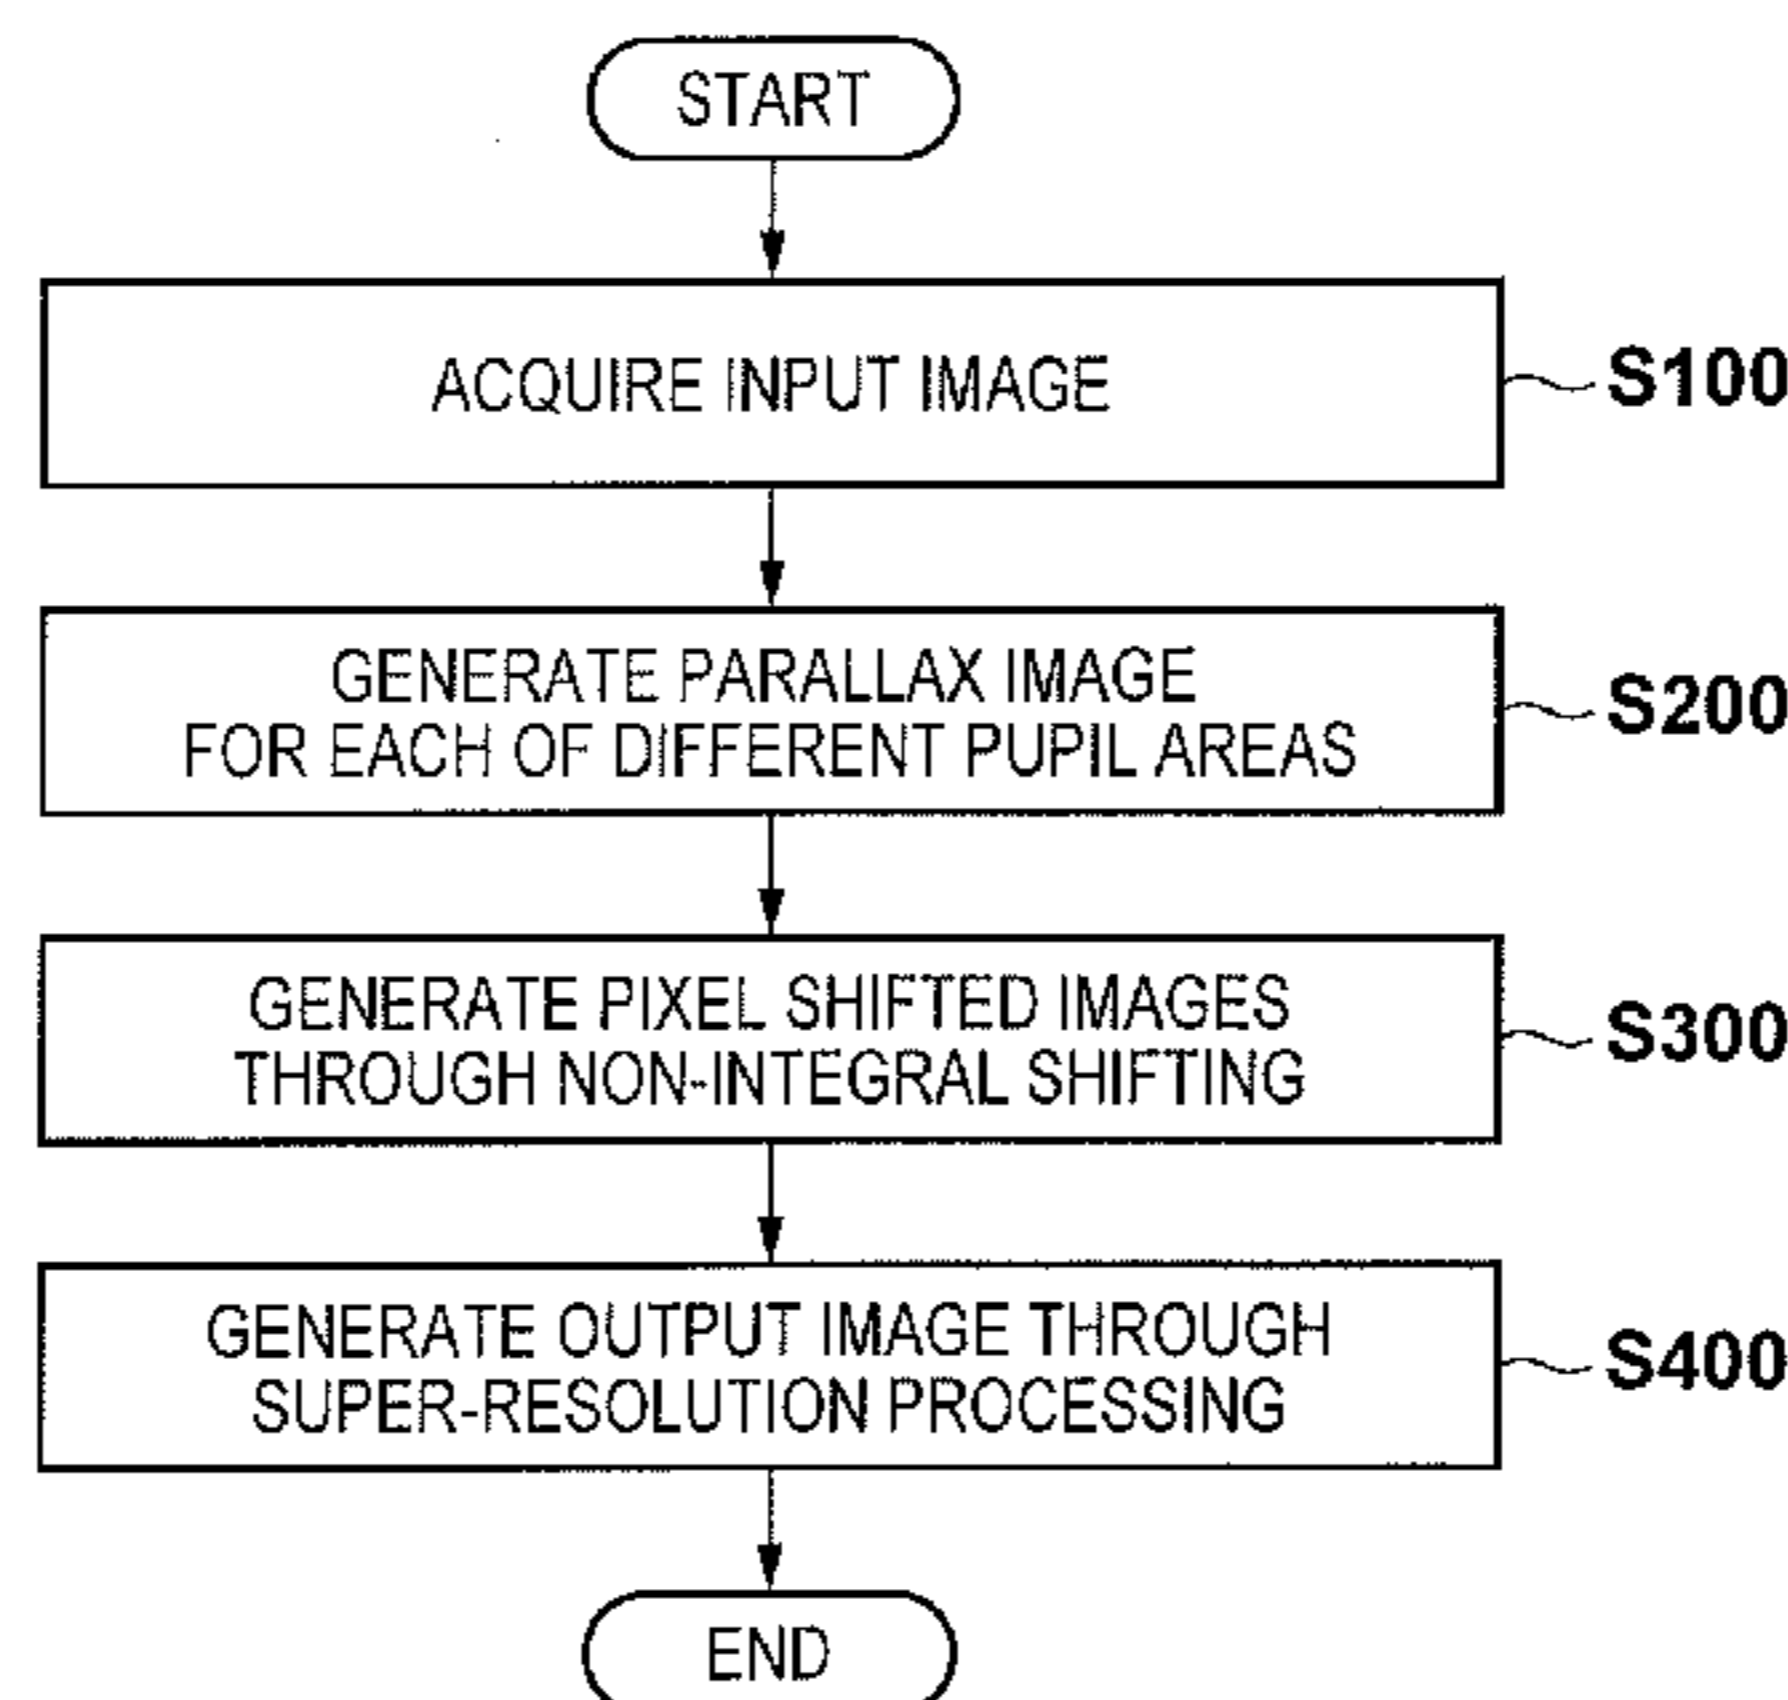 START
ACQUIRE INPUT IMAGE
S100
GENERATE PARALLAX IMAGE
FOR EACH OF DIFFERENT PUPIL AREAS
S200
GENERATE PIXEL SHIFTED IMAGES
THROUGH NON-INTEGRAL SHIFTING
S300
GENERATE OUTPUT IMAGE THROUGH
SUPER-RESOLUTION PROCESSING
S400
END